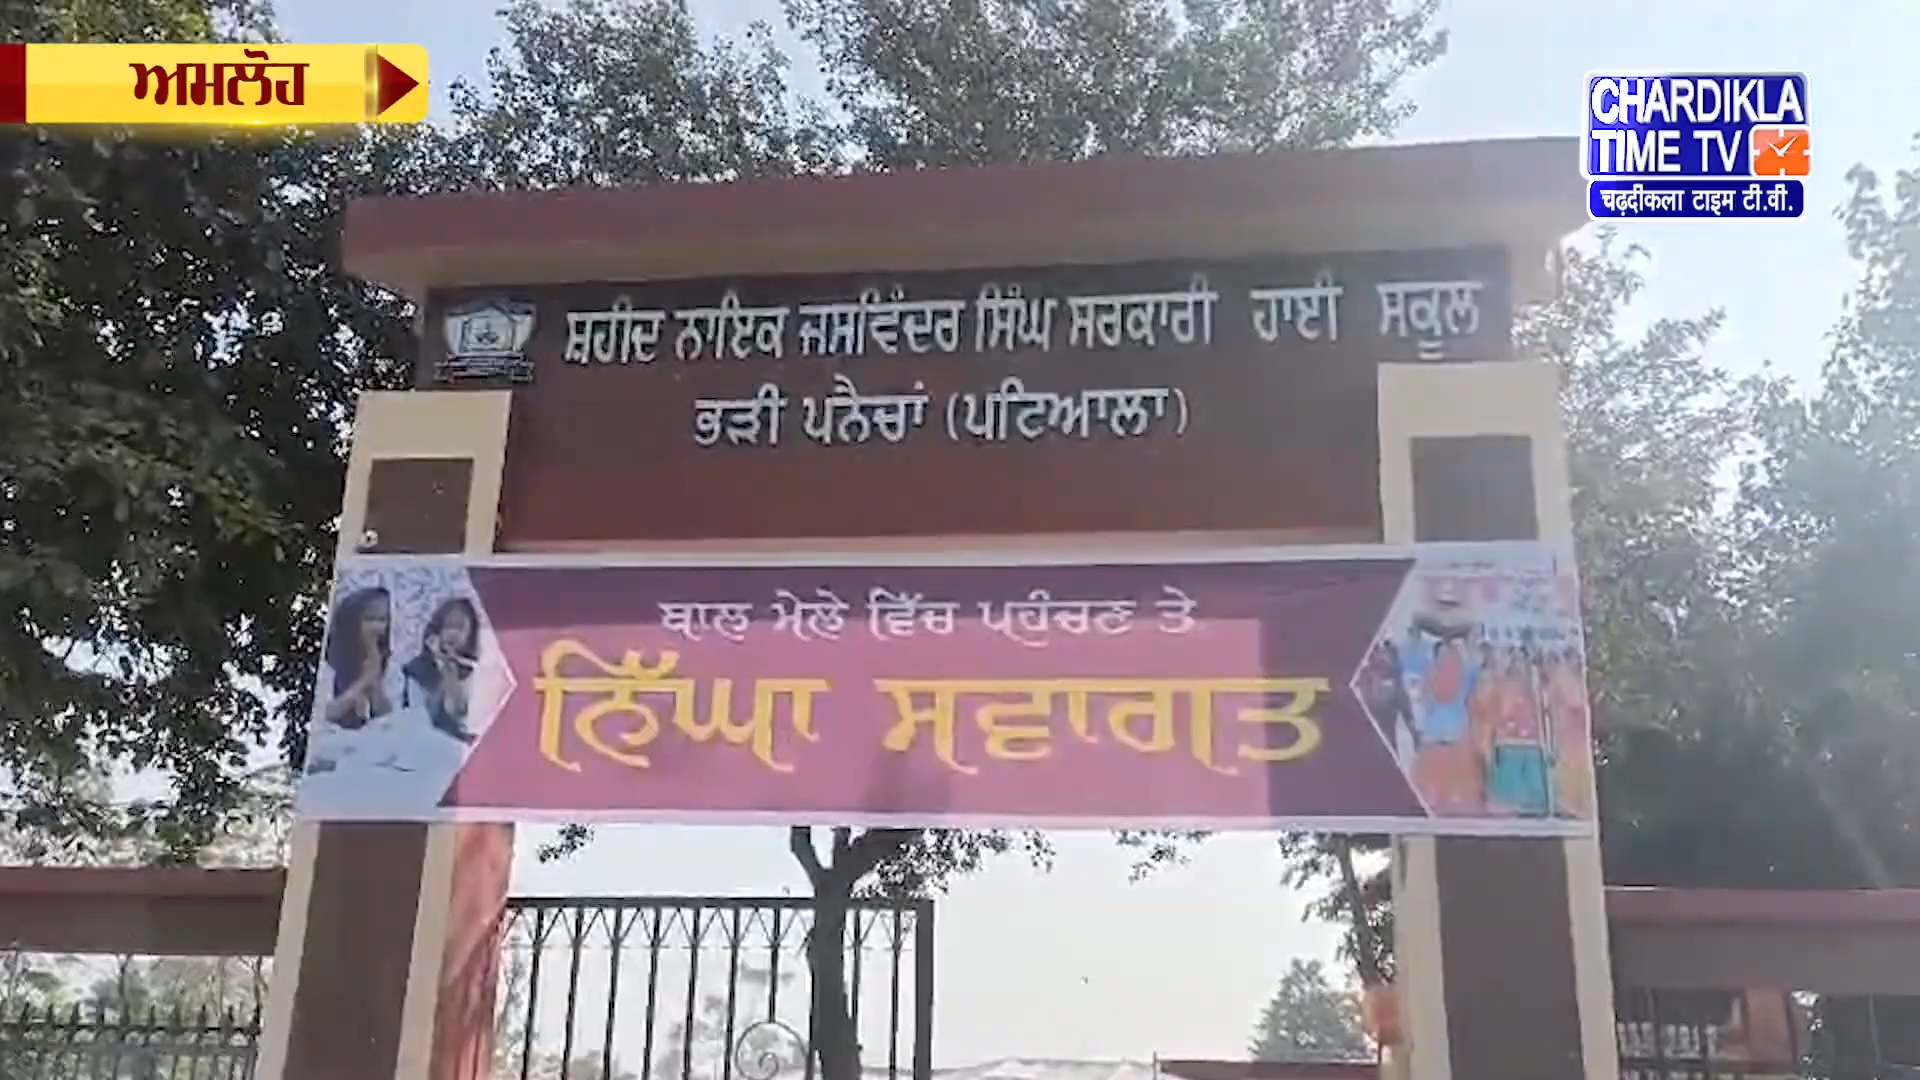 ਅਮਲੋਹ
CHARDIKLA
TIME TV
चढ़दीकला टाइम टी.वी.
ਸ਼ਹੀਦ ਨਾਇਕ ਜਸਵਿੰਦਰ ਸਿੰਘ ਸਰਕਾਰੀ ਹਾਈ ਸਕੂਲ
ਭੜੀ ਪਨੈਚਾਂ (ਪਟਿਆਲਾ)
ਬਾਲ ਮੇਲੇ ਵਿੱਚ ਪਹੁੰਚਣ ਤੇ
ਨਿੱਘਾ ਸਵਾਗਤ